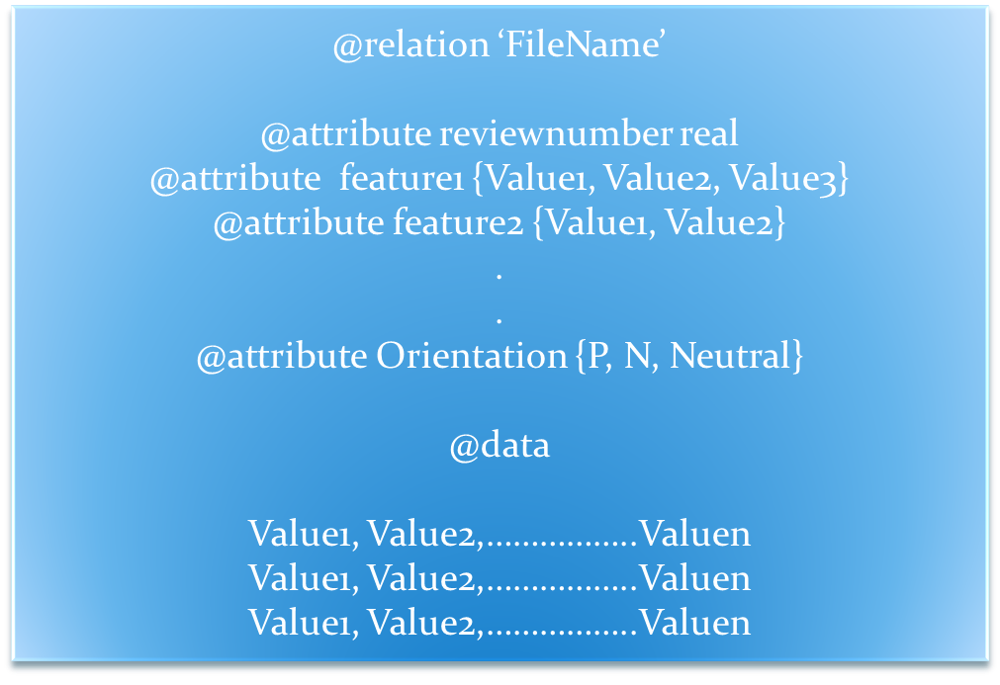 @relation ‘FileName’
@attribute reviewnumber real
@attribute feature1 {Value1, Value2, Value3}
@attribute feature2 {Value1, Value2}
.
.
@attribute Orientation {P, N, Neutral}
@data
Value1, Value2,.................Valuen
Value1, Value2,.................Valuen
Value1, Value2,.................Valuen